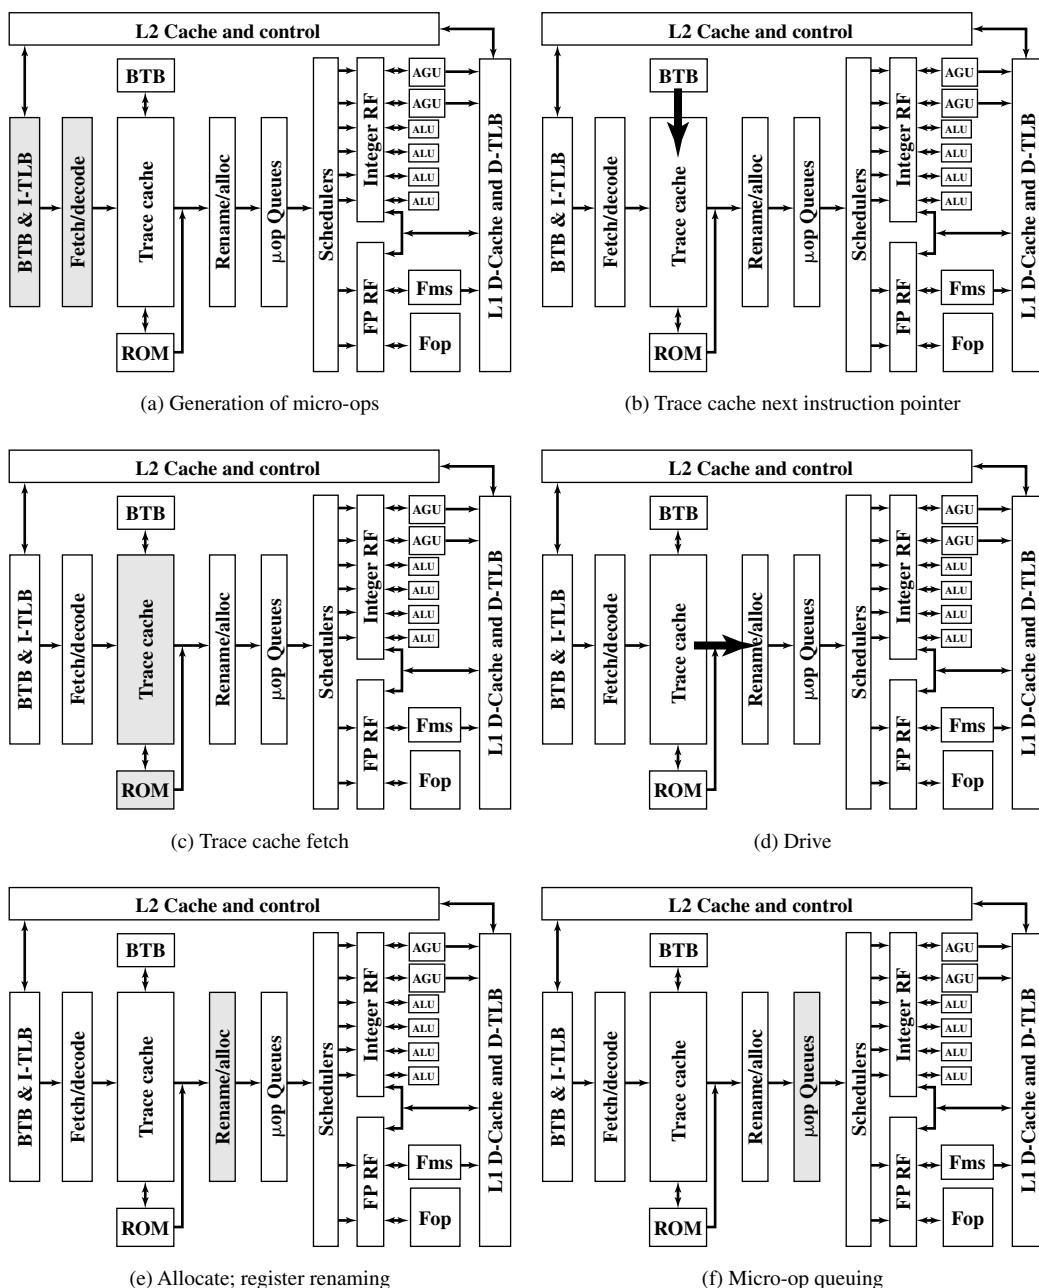 L2 Cache and control
BTB
BTB & I-TLB
Fetch/decode
Trace cache
ROM
Rename/alloc
μop Queues
Schedulers
Integer RF
FP RF
AGU
AGU
ALU
ALU
ALU
ALU
Fms
Fop
L1 D-Cache and D-TLB
(a) Generation of micro-ops
L2 Cache and control
BTB
BTB & I-TLB
Fetch/decode
Trace cache
ROM
Rename/alloc
μop Queues
Schedulers
Integer RF
FP RF
AGU
AGU
ALU
ALU
ALU
ALU
Fms
Fop
L1 D-Cache and D-TLB
(b) Trace cache next instruction pointer
L2 Cache and control
BTB
BTB & I-TLB
Fetch/decode
Trace cache
ROM
Rename/alloc
μop Queues
Schedulers
Integer RF
FP RF
AGU
AGU
ALU
ALU
ALU
ALU
Fms
Fop
L1 D-Cache and D-TLB
(c) Trace cache fetch
L2 Cache and control
BTB
BTB & I-TLB
Fetch/decode
Trace cache
ROM
Rename/alloc
μop Queues
Schedulers
Integer RF
FP RF
AGU
AGU
ALU
ALU
ALU
ALU
Fms
Fop
L1 D-Cache and D-TLB
(d) Drive
L2 Cache and control
BTB
BTB & I-TLB
Fetch/decode
Trace cache
ROM
Rename/alloc
μop Queues
Schedulers
Integer RF
FP RF
AGU
AGU
ALU
ALU
ALU
ALU
Fms
Fop
L1 D-Cache and D-TLB
(e) Allocate; register renaming
L2 Cache and control
BTB
BTB & I-TLB
Fetch/decode
Trace cache
ROM
Rename/alloc
μop Queues
Schedulers
Integer RF
FP RF
AGU
AGU
ALU
ALU
ALU
ALU
Fms
Fop
L1 D-Cache and D-TLB
(f) Micro-op queuing